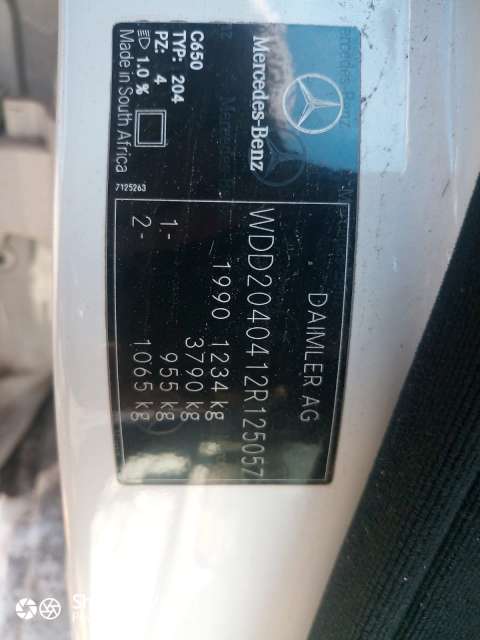 Mercedes-Benz
C650
TYP: 204
PZ: 4
1.0 %
Made in South Africa
7125263
DAIMLER AG
WDD2040412R125057
1990 1234 kg
3790 kg
1.- 955 kg
2- 1065 kg